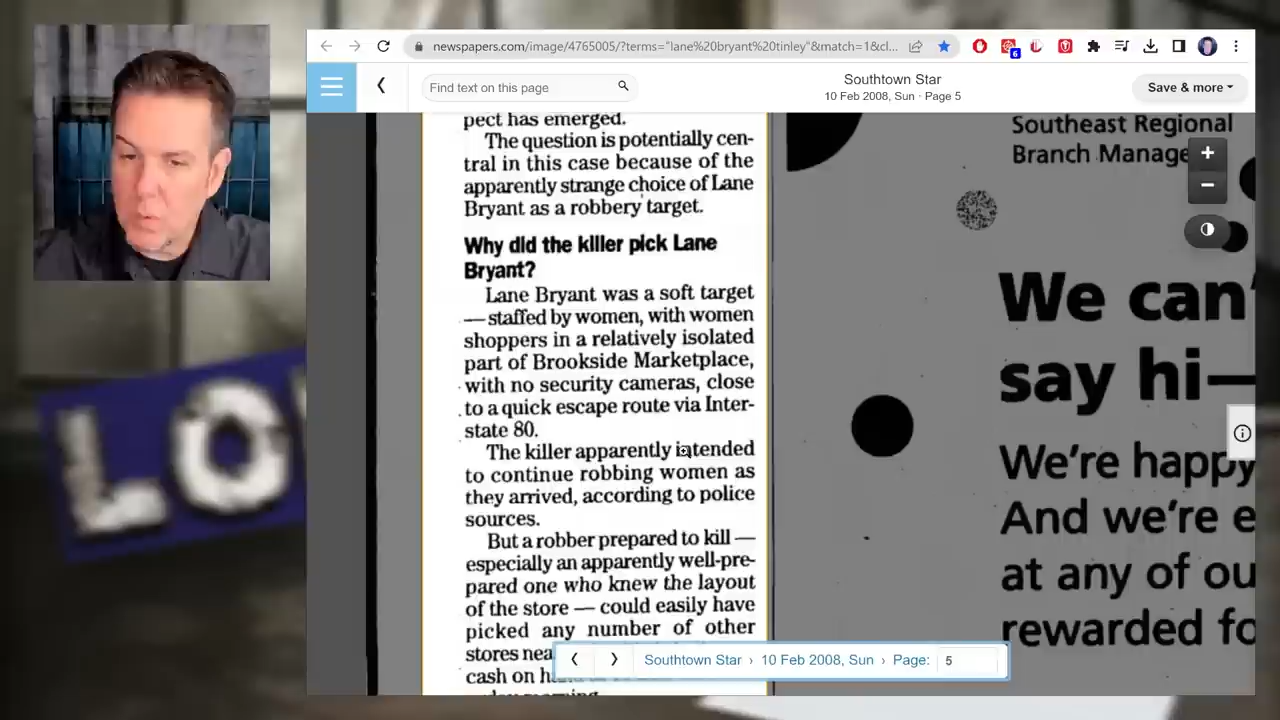 newspapers.com/image/4765005/?terms="lane%20bryant%20tinley"&match=1&cl...
6
Find text on this page
Southtown Star
10 Feb 2008, Sun · Page 5
Save & more
pect has emerged.
The question is potentially cen-
tral in this case because of the
apparently strange choice of Lane
Bryant as a robbery target.
Why did the killer pick Lane
Bryant?
Lane Bryant was a soft target
— staffed by women, with women
shoppers in a relatively isolated
part of Brookside Marketplace,
with no security cameras, close
to a quick escape route via Inter-
state 80.
The killer apparently intended
to continue robbing women as
they arrived, according to police
sources.
But a robber prepared to kill —
especially an apparently well-pre-
pared one who knew the layout
of the store — could easily have
picked any number of other
stores nea
cash on h
Southeast Regional
Branch Manage
We can'
say hi—
We're happy
And we're e
at any of ou
rewarded fo
Southtown Star › 10 Feb 2008, Sun › Page: 5
LO